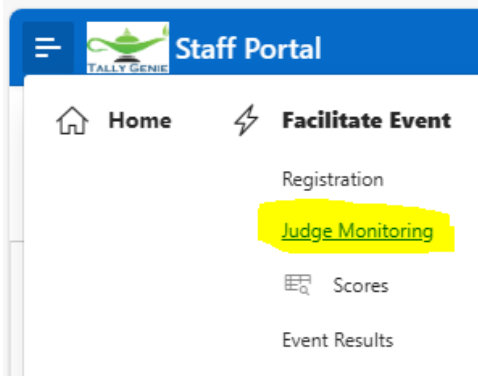 TALLY GENIE
Staff Portal
Home
Facilitate Event
Registration
Judge Monitoring
Scores
Event Results